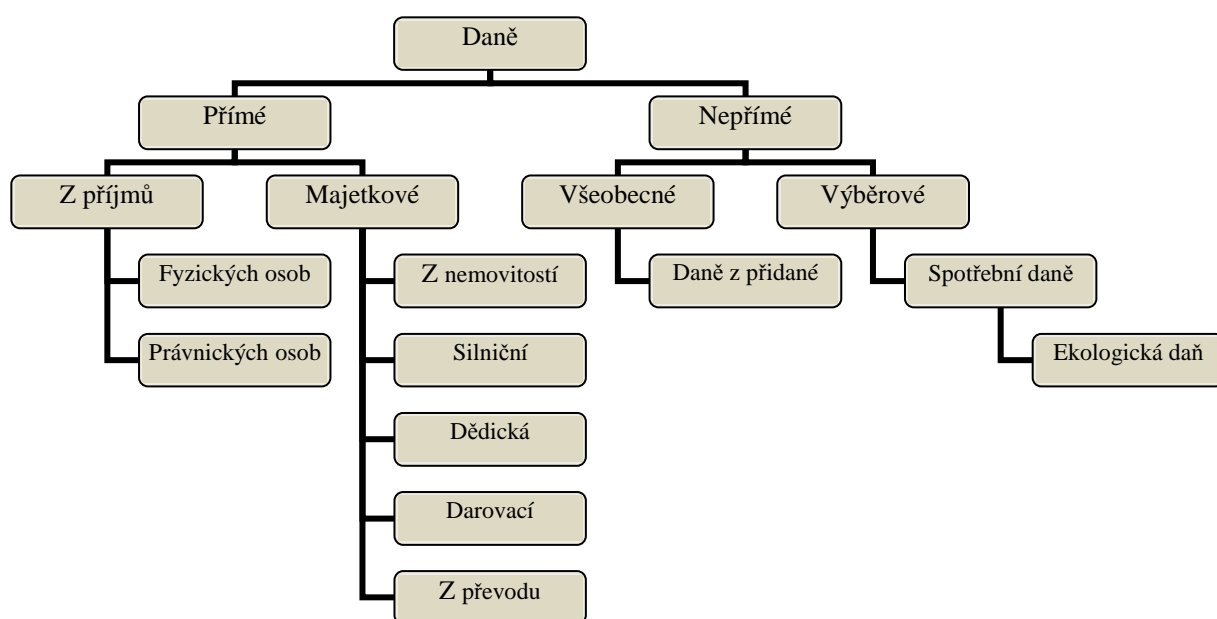 Daně
Přímé
Nepřímé
Z příjmů
Majetkové
Všeobecné
Výběrové
Fyzických osob
Z nemovitostí
Daně z přidané
Spotřební daně
Právnických osob
Silniční
Ekologická daň
Dědická
Darovací
Z převodu